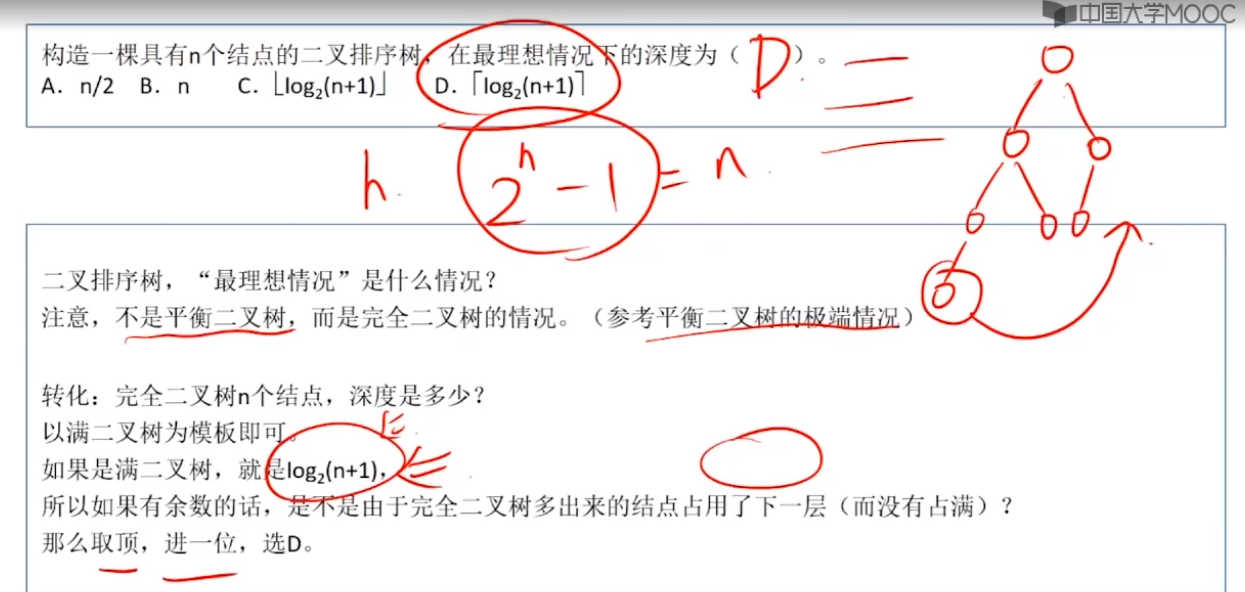 中国大学MOOC
构造一棵具有n个结点的二叉排序树，在最理想情况下的深度为（ D ）。
A．n/2 B．n C．⌊log₂(n+1)⌋ D．⌈log₂(n+1)⌉
h. 2ʰ-1=n
二叉排序树，“最理想情况”是什么情况？
注意，不是平衡二叉树，而是完全二叉树的情况。（参考平衡二叉树的极端情况）
转化：完全二叉树n个结点，深度是多少？
以满二叉树为模板即可。
如果是满二叉树，就是log₂(n+1)，
所以如果有余数的话，是不是由于完全二叉树多出来的结点占用了下一层（而没有占满）？
那么取顶，进一位，选D。